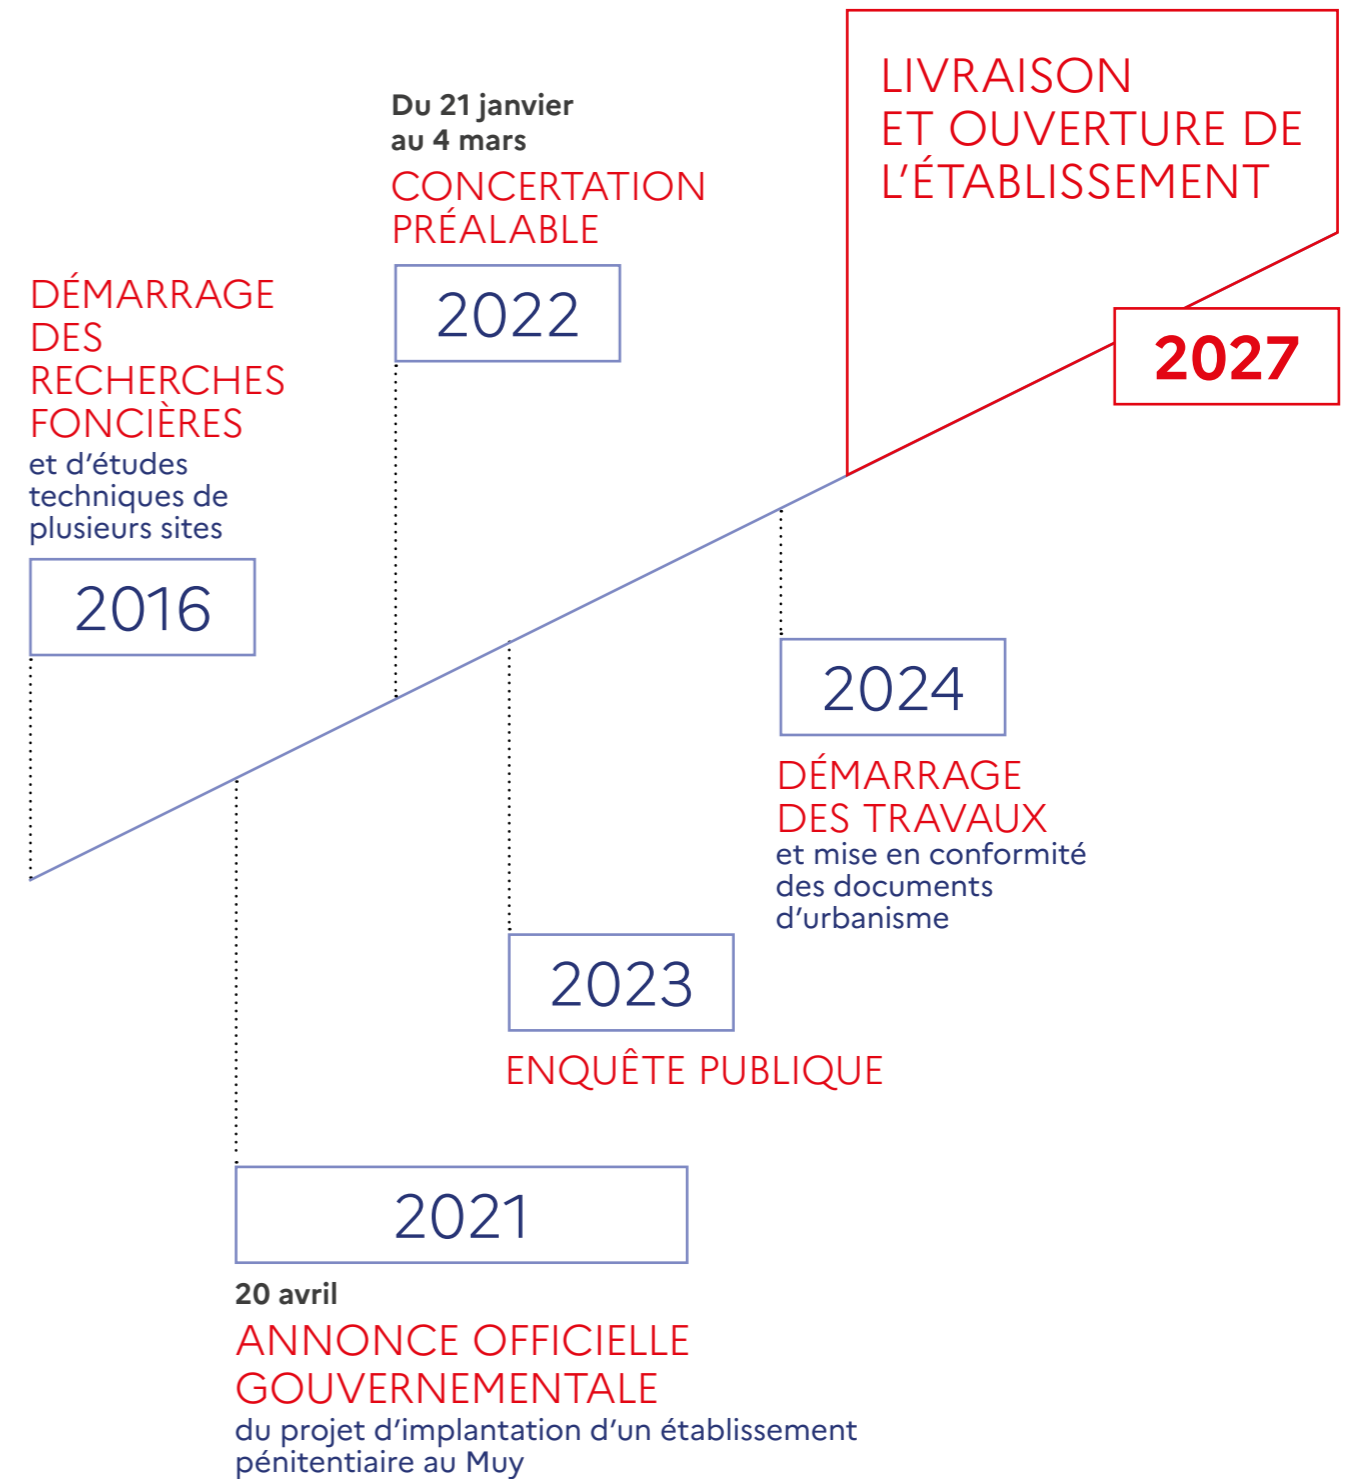 DÉMARRAGE
DES
RECHERCHES
FONCIÈRES
et d'études
techniques de
plusieurs sites
2016
2021
20 avril
ANNONCE OFFICIELLE
GOUVERNEMENTALE
du projet d'implantation d'un établissement
pénitentiaire au Muy
Du 21 janvier
au 4 mars
CONCERTATION
PRÉALABLE
2022
2023
ENQUÊTE PUBLIQUE
2024
DÉMARRAGE
DES TRAVAUX
et mise en conformité
des documents
d'urbanisme
LIVRAISON
ET OUVERTURE DE
L'ÉTABLISSEMENT
2027